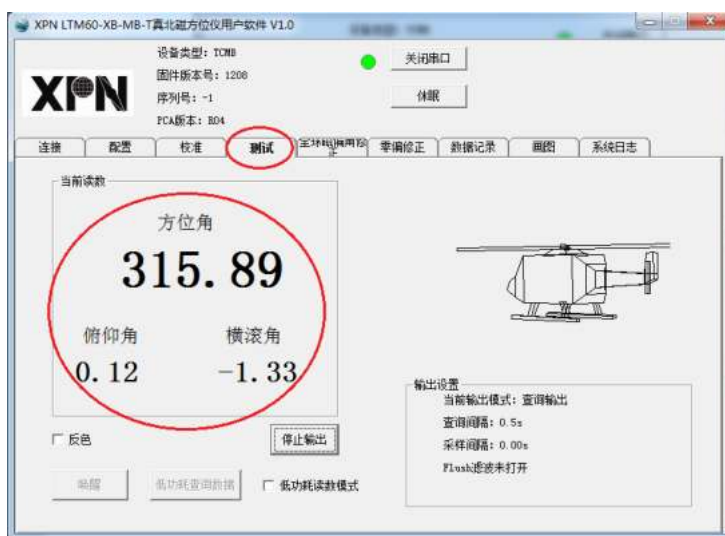 XPN LTM60-XB-MB-T真北磁方位仪用户软件 V1.0
设备类型: TCMB
固件版本号: 1208
序列号: -1
PCA版本: R04
关闭串口
休眠
XPN
连接
配置
校准
测试
零偏修正
数据记录
画图
系统日志
当前读数
方位角
315.89
俯仰角
横滚角
0.12
-1.33
反色
停止输出
唤醒
低功耗查询数据
低功耗读数模式
输出设置
当前输出模式: 查询输出
查询间隔: 0.5s
采样间隔: 0.00s
Flush滤波未打开